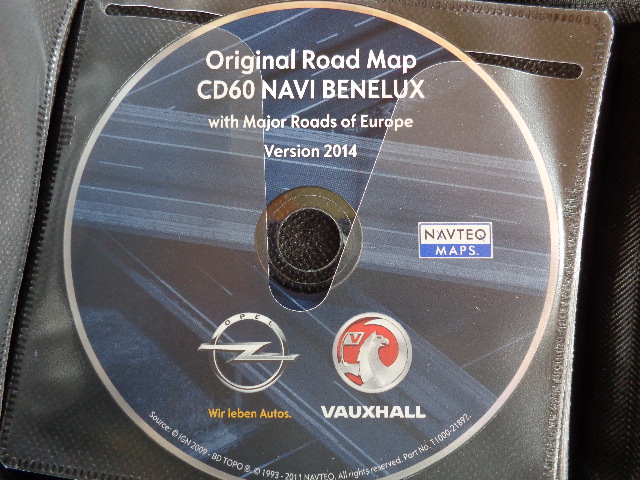 Original Road Map
CD60 NAVI BENELUX
with Major Roads of Europe
Version 2014
NAVTEQ
MAPS.
OPEL
V
Wir leben Autos.
VAUXHALL
Source: © IGN 2009 - BD TOPO ®. © 1993 - 2011 NAVTEQ. All rights reserved. Part No. T1000-21892.